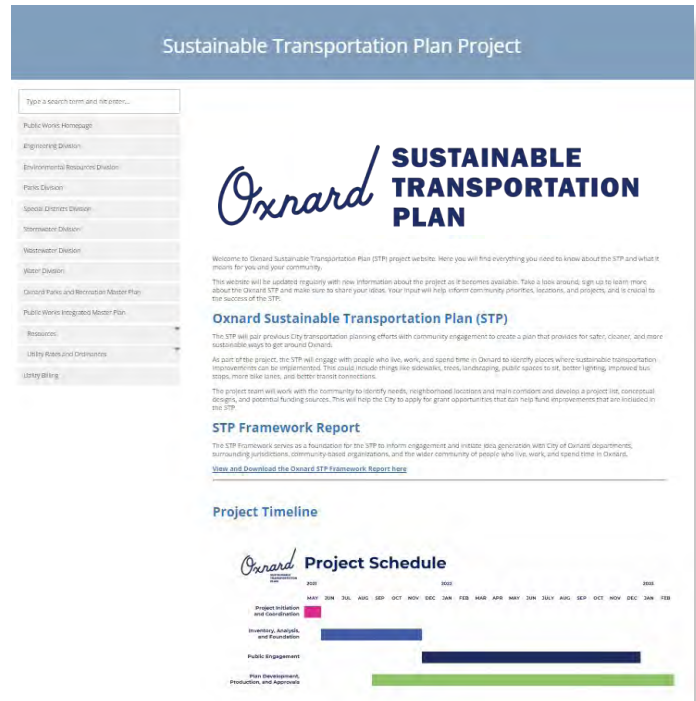 Sustainable Transportation Plan Project
Type a search term and hit enter...
Public Works Homepage
Engineering Division
Environmental Resources Division
Parks Division
Special Districts Division
Stormwater Division
Wastewater Division
Water Division
Oxnard Parks and Recreation Master Plan
Public Works Integrated Master Plan
Resources
Utility Rates and Ordinances
Utility Billing
Oxnard
SUSTAINABLE
TRANSPORTATION
PLAN
Welcome to Oxnard Sustainable Transportation Plan (STP) project website. Here you will find everything you need to know about the STP and what it
means for you and your community.
This website will be updated regularly with new information about the project as it becomes available. Take a look around, sign up to learn more
about the Oxnard STP and make sure to share your ideas. Your input will help inform community priorities, locations, and projects, and is crucial to
the success of the STP.
Oxnard Sustainable Transportation Plan (STP)
The STP will pair previous City transportation planning efforts with community engagement to create a plan that provides for safer, cleaner, and more
sustainable ways to get around Oxnard.
As part of the project, the STP will engage with people who live, work, and spend time in Oxnard to identify places where sustainable transportation
improvements can be implemented. This could include things like sidewalks, trees, landscaping, public spaces to sit, better lighting, improved bus
stops, more bike lanes, and better transit connections.
The project team will work with the community to identify needs, neighborhood locations and main corridors and develop a project list, conceptual
designs, and potential funding sources. This will help the City to apply for grant opportunities that can help fund improvements that are included in
the STP
STP Framework Report
The STP Framework serves as a foundation for the STP to inform engagement and initiate idea generation with City of Oxnard departments,
surrounding jurisdictions, community-based organizations, and the wider community of people who live, work, and spend time in Oxnard.
View and Download the Oxnard STP Framework Report here
Project Timeline
Oxnard
SUSTAINABLE
TRANSPORTATION
PLAN
Project Schedule
2021 2022 2023
MAY JUN JUL AUG SEP OCT NOV DEC JAN FEB MAR APR MAY JUN JULY AUG SEP OCT NOV DEC JAN FEB
Project Initiation
and Coordination
Inventory, Analysis,
and Foundation
Public Engagement
Plan Development,
Production, and Approvals